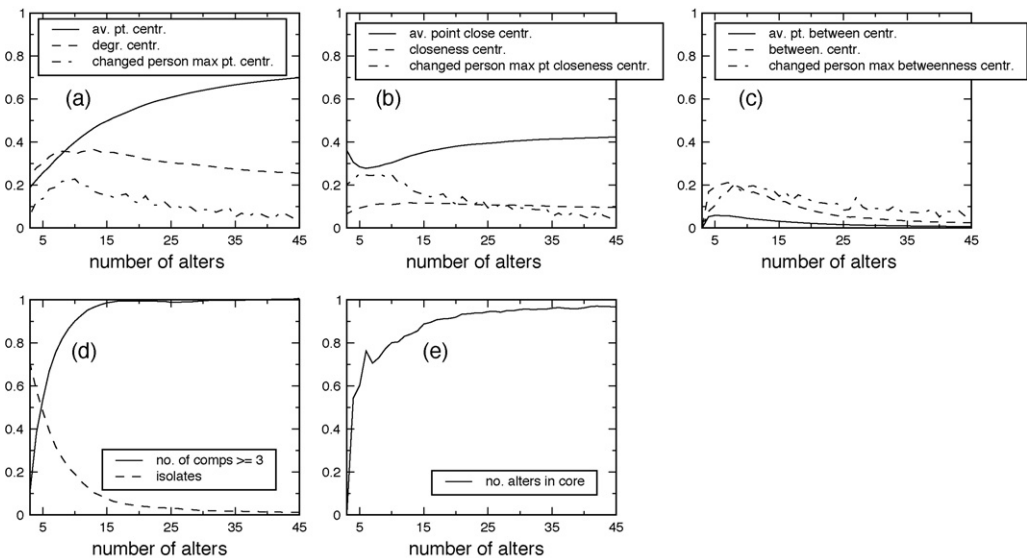 1
0.8
0.6
0.4
0.2
0
av. pt. centr.
degr. centr.
changed person max pt. centr.
(a)
5 15 25 35 45
number of alters
1
0.8
0.6
0.4
0.2
0
av. point close centr.
closeness centr.
changed person max pt closeness centr.
(b)
5 15 25 35 45
number of alters
1
0.8
0.6
0.4
0.2
0
av. pt. between centr.
between. centr.
changed person max betweenness centr.
(c)
5 15 25 35 45
number of alters
1
0.8
0.6
0.4
0.2
0
(d)
no. of comps >= 3
isolates
5 15 25 35 45
number of alters
1
0.8
0.6
0.4
0.2
0
(e)
no. alters in core
5 15 25 35 45
number of alters